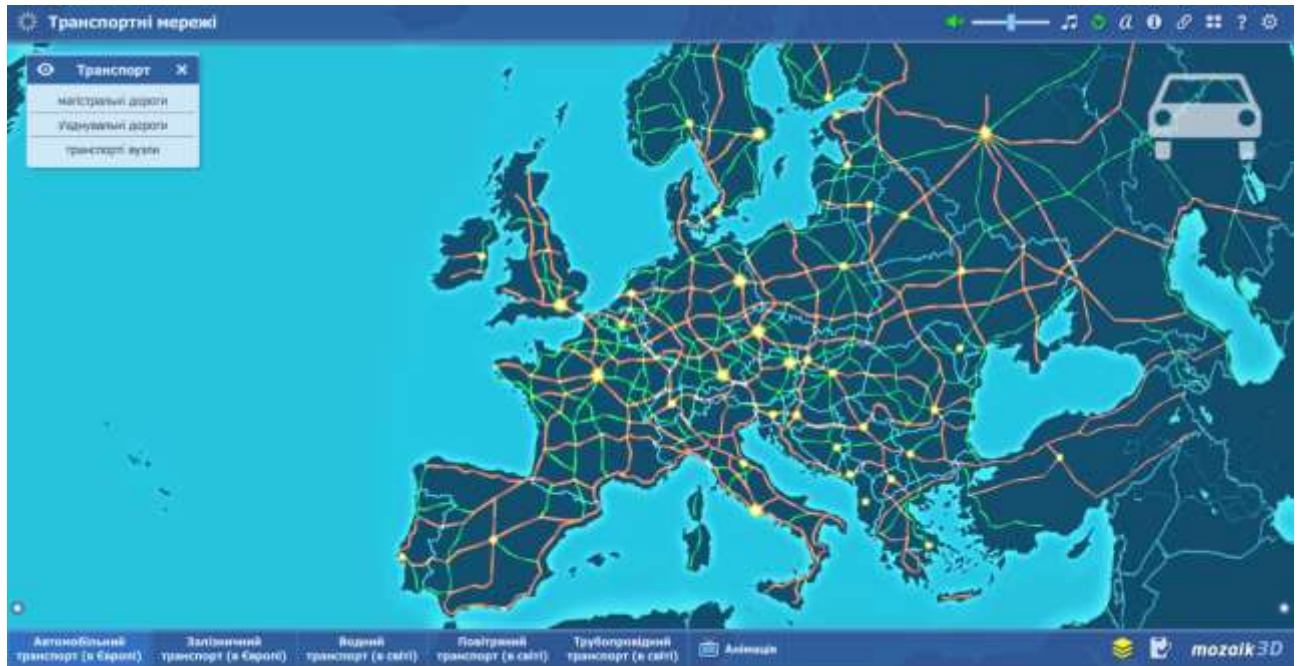 Транспортні мережі
a i ?
Транспорт X
магістральні дороги
з'єднувальні дороги
транспорті вузли
Автомобільний транспорт (в Європі)
Залізничний транспорт (в Європі)
Водний транспорт (в світі)
Повітряний транспорт (в світі)
Трубопровідний транспорт (в світі)
Анімація
mozaik3D